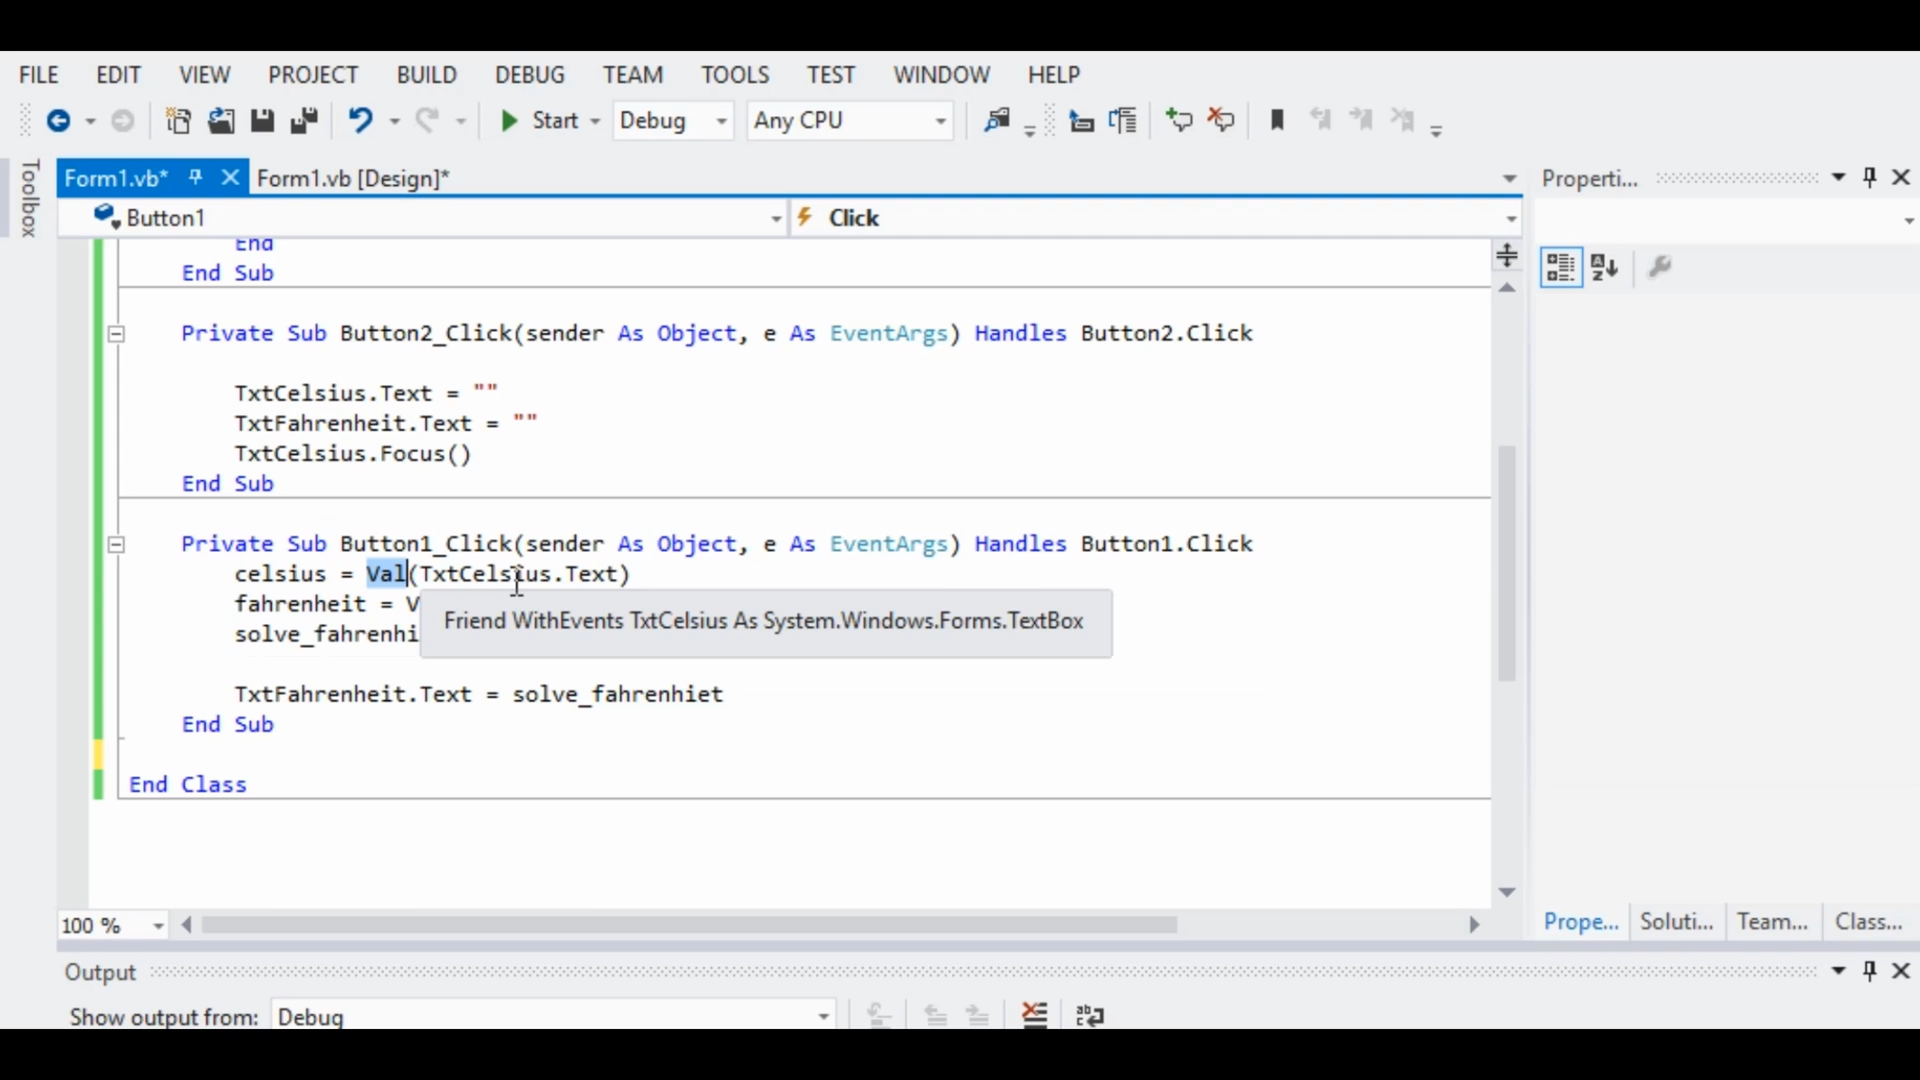 FILE EDIT VIEW PROJECT BUILD DEBUG TEAM TOOLS TEST WINDOW HELP
Start Debug Any CPU
Toolbox
Form1.vb* Form1.vb [Design]* Properti...
Button1 Click
End
End Sub
Private Sub Button2_Click(sender As Object, e As EventArgs) Handles Button2.Click
TxtCelsius.Text = ""
TxtFahrenheit.Text = ""
TxtCelsius.Focus()
End Sub
Private Sub Button1_Click(sender As Object, e As EventArgs) Handles Button1.Click
celsius = Val(TxtCelsius.Text)
fahrenheit = V
Friend WithEvents TxtCelsius As System.Windows.Forms.TextBox
solve_fahrenhi
TxtFahrenheit.Text = solve_fahrenhiet
End Sub
End Class
100 %
Prope... Soluti... Team... Class...
Output
Show output from: Debug